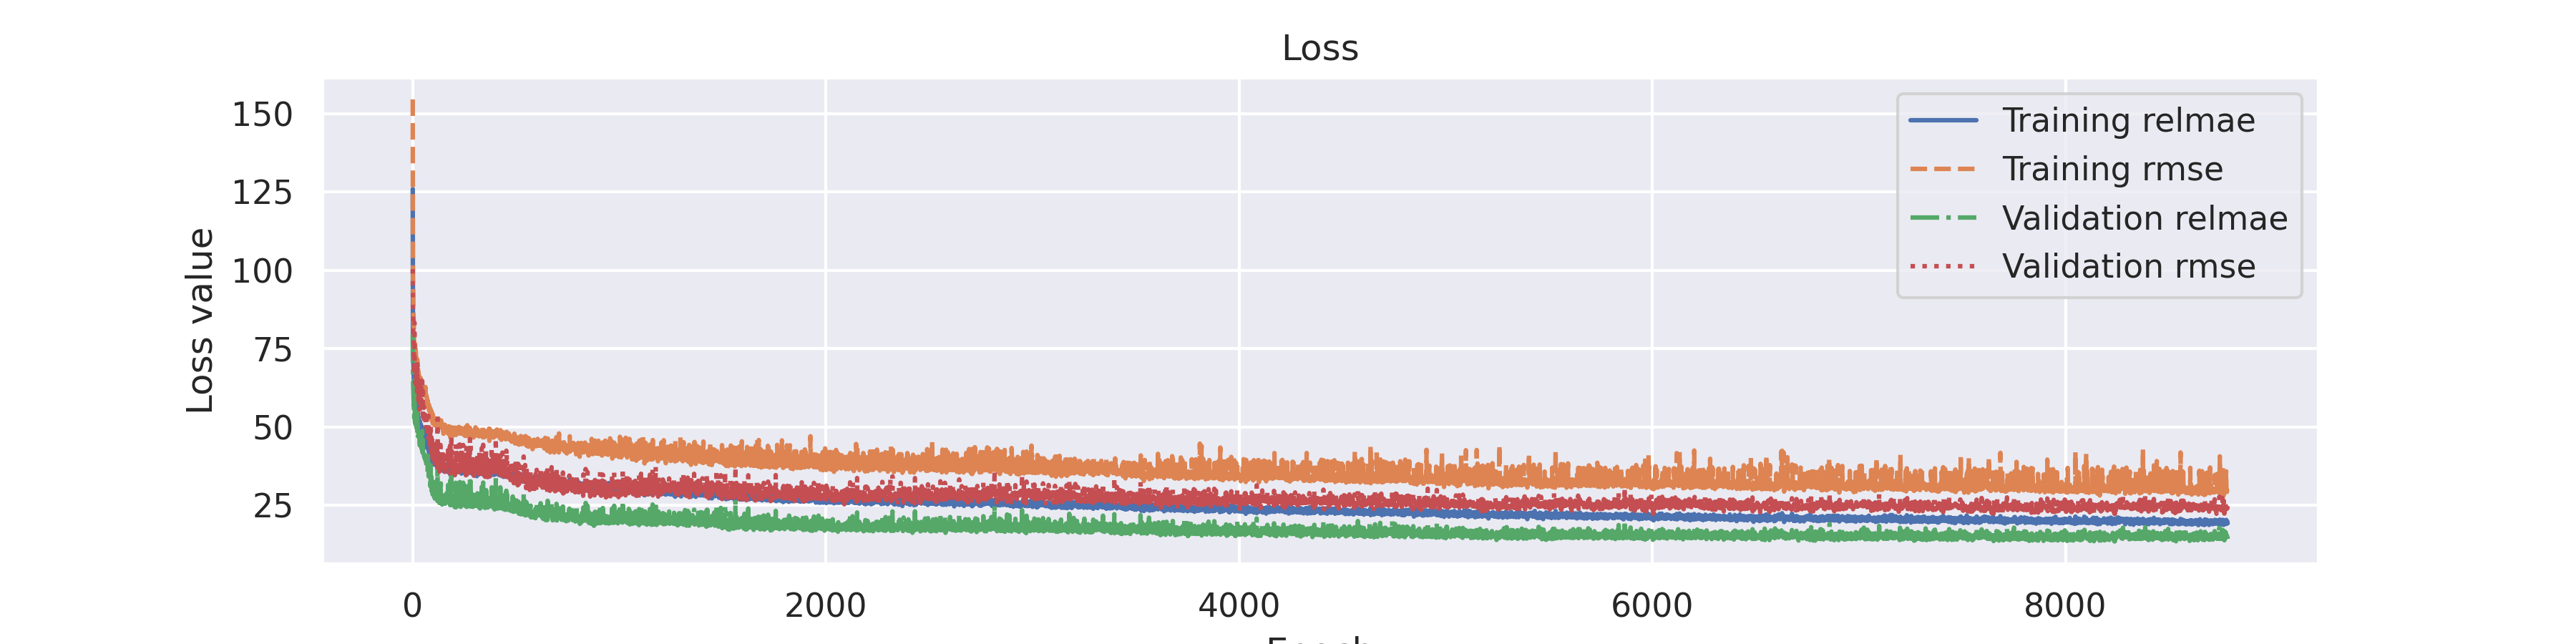 Loss
Loss value
150
125
100
75
50
25
0
2000
4000
6000
8000
Training relmae
Training rmse
Validation relmae
Validation rmse